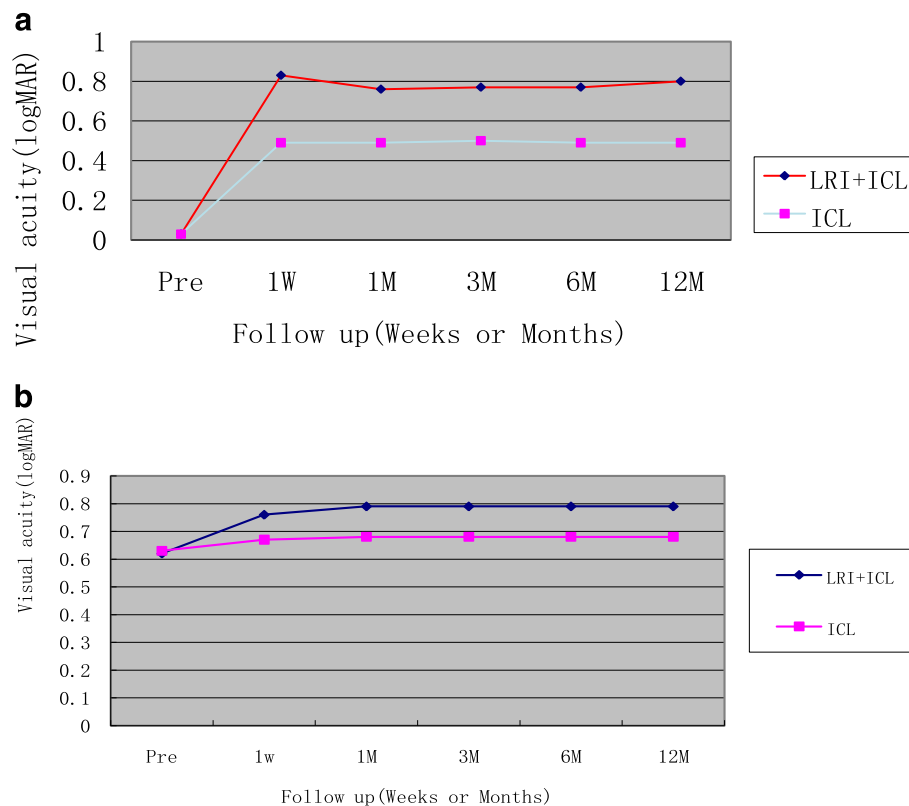 a
Visual acuity(logMAR)
1
0.8
0.6
0.4
0.2
0
Pre 1W 1M 3M 6M 12M
Follow up(Weeks or Months)
LRI+ICL
ICL
b
Visual acuity(logMAR)
0.9
0.8
0.7
0.6
0.5
0.4
0.3
0.2
0.1
0
Pre 1w 1M 3M 6M 12M
Follow up(Weeks or Months)
LRI+ICL
ICL